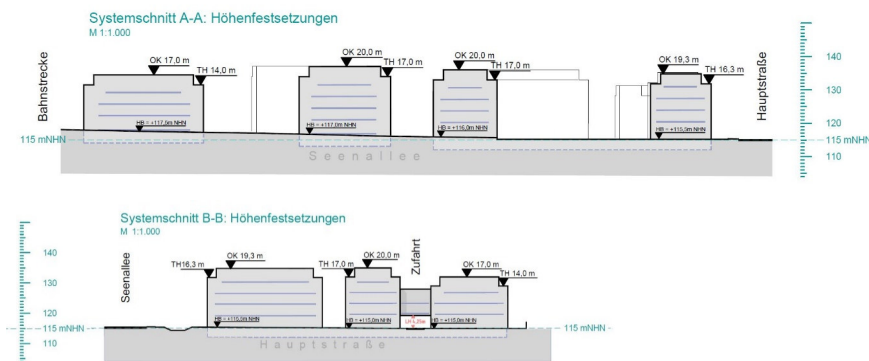 Systemschnitt A-A: Höhenfestsetzungen
M 1:1.000
Bahnstrecke
OK 17,0 m
TH 14,0 m
OK 20,0 m
TH 17,0 m
OK 20,0 m
TH 17,0 m
OK 19,3 m
TH 16,3 m
Hauptstraße
140
130
120
115 mNHN
110
HB = +117,5m NHN
HB = +117,0m NHN
HB = +116,0m NHN
HB = +115,5m NHN
115 mNHN
Seenallee
Systemschnitt B-B: Höhenfestsetzungen
M 1:1.000
140
130
120
115 mNHN
110
Seenallee
TH16,3 m
OK 19,3 m
TH 17,0 m
OK 20,0 m
Zufahrt
OK 17,0 m
TH 14,0 m
HB = +115,5m NHN
HB = +115,0m NHN
HB = +115,0m NHN
115 mNHN
Hauptstraße